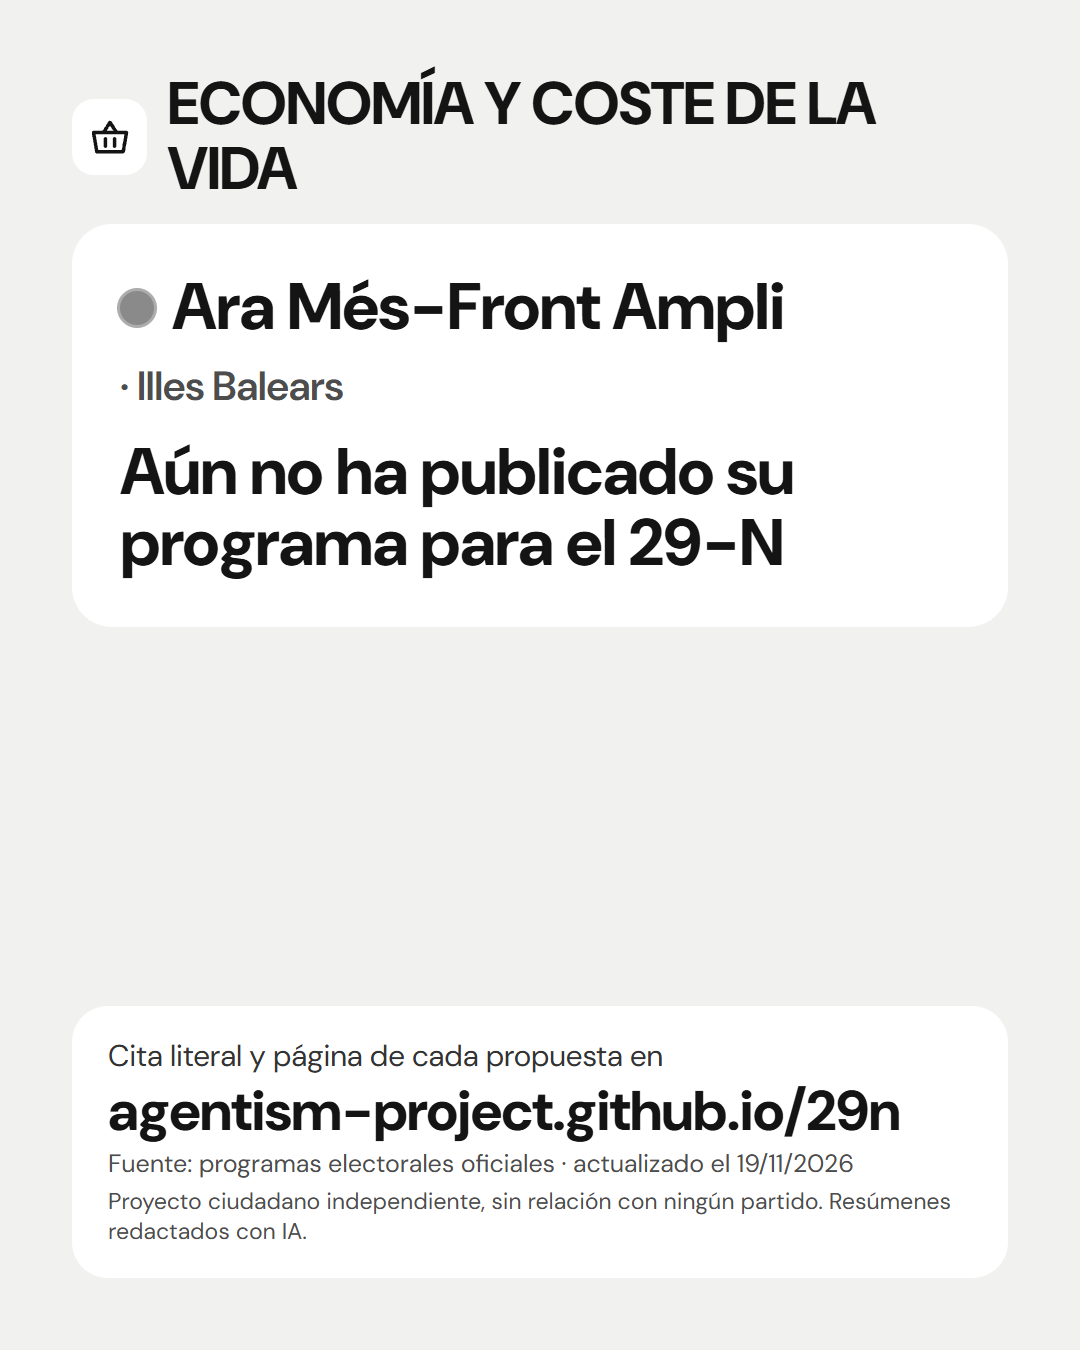 ECONOMÍA Y COSTE DE LA
VIDA
Ara Més-Front Ampli
· Illes Balears
Aún no ha publicado su
programa para el 29-N
Cita literal y página de cada propuesta en
agentism-project.github.io/29n
Fuente: programas electorales oficiales · actualizado el 19/11/2026
Proyecto ciudadano independiente, sin relación con ningún partido. Resúmenes
redactados con IA.